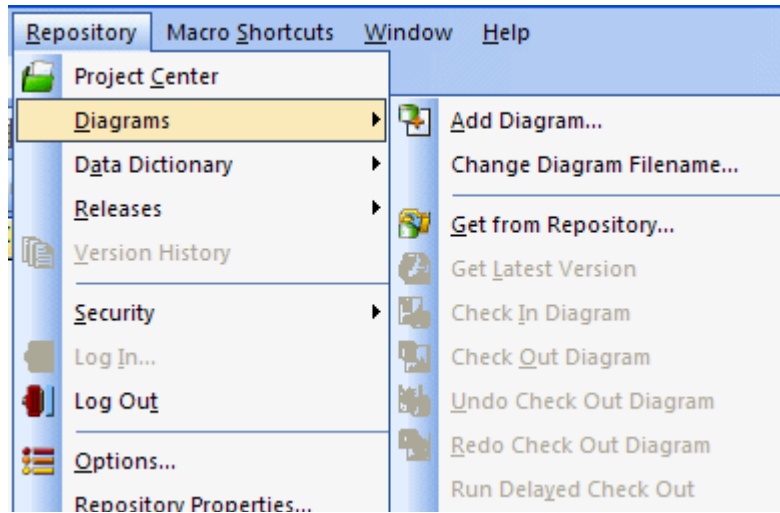 Repository Macro Shortcuts Window Help
Project Center
Diagrams
Data Dictionary
Releases
Version History
Security
Log In...
Log Out
Options...
Repository Properties...
Add Diagram...
Change Diagram Filename...
Get from Repository...
Get Latest Version
Check In Diagram
Check Out Diagram
Undo Check Out Diagram
Redo Check Out Diagram
Run Delayed Check Out